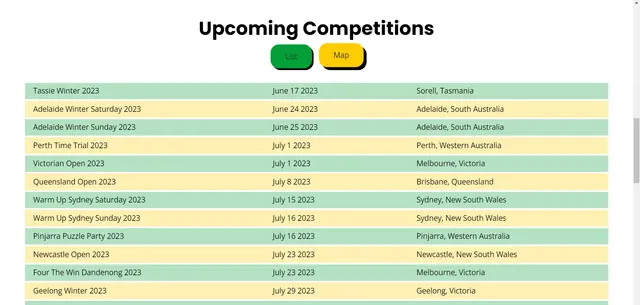 Upcoming Competitions
List Map
Tassie Winter 2023 June 17 2023 Sorell, Tasmania
Adelaide Winter Saturday 2023 June 24 2023 Adelaide, South Australia
Adelaide Winter Sunday 2023 June 25 2023 Adelaide, South Australia
Perth Time Trial 2023 July 1 2023 Perth, Western Australia
Victorian Open 2023 July 1 2023 Melbourne, Victoria
Queensland Open 2023 July 8 2023 Brisbane, Queensland
Warm Up Sydney Saturday 2023 July 15 2023 Sydney, New South Wales
Warm Up Sydney Sunday 2023 July 16 2023 Sydney, New South Wales
Pinjarra Puzzle Party 2023 July 16 2023 Pinjarra, Western Australia
Newcastle Open 2023 July 23 2023 Newcastle, New South Wales
Four The Win Dandenong 2023 July 23 2023 Melbourne, Victoria
Geelong Winter 2023 July 29 2023 Geelong, Victoria